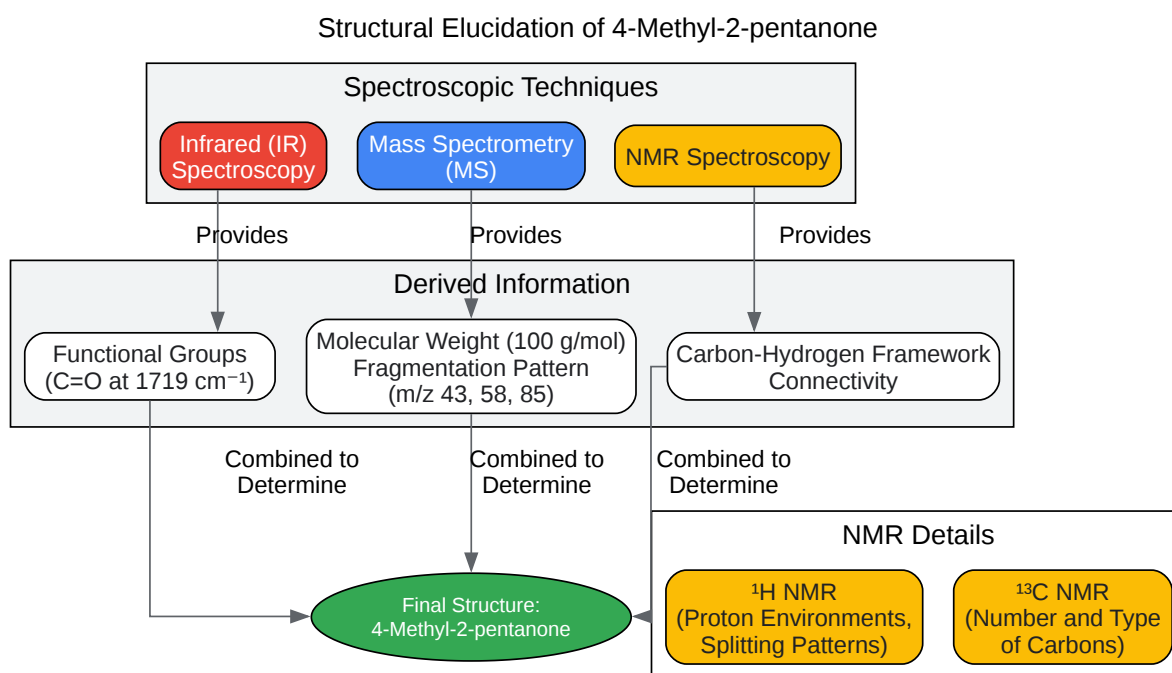 Structural Elucidation of 4-Methyl-2-pentanone
Spectroscopic Techniques
Infrared (IR)
Spectroscopy
Mass Spectrometry
(MS)
NMR Spectroscopy
Provides
Provides
Provides
Derived Information
Functional Groups
(C=O at 1719 cm⁻¹)
Molecular Weight (100 g/mol)
Fragmentation Pattern
(m/z 43, 58, 85)
Carbon-Hydrogen Framework
Connectivity
Combined to
Determine
Combined to
Determine
Combined to
Determine
NMR Details
Final Structure:
4-Methyl-2-pentanone
¹H NMR
(Proton Environments,
Splitting Patterns)
¹³C NMR
(Number and Type
of Carbons)